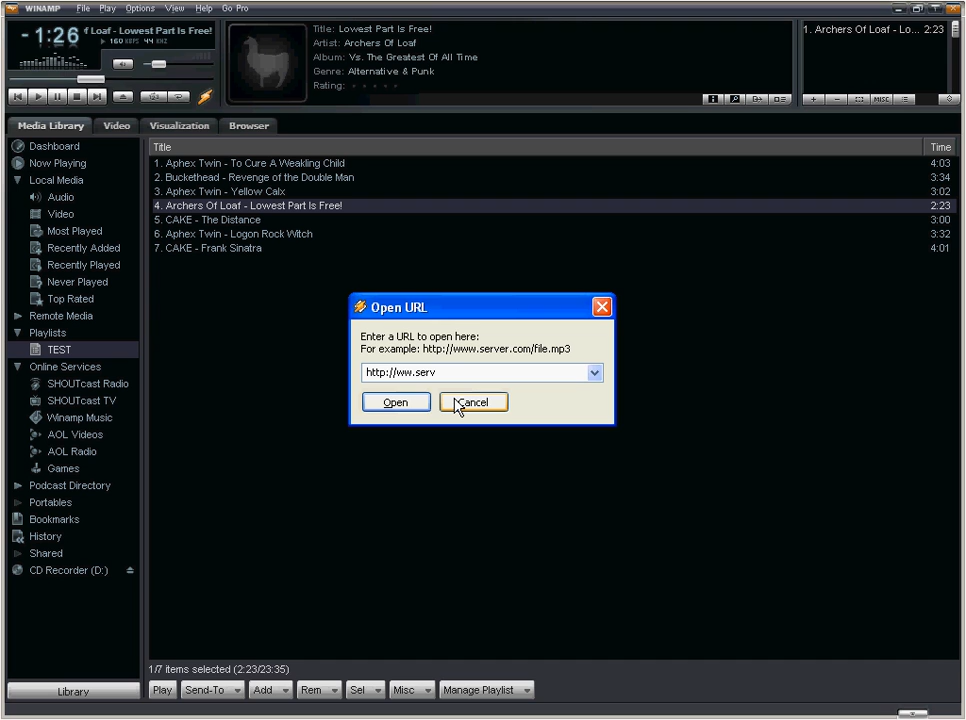 WINAMP File Play Options View Help Go Pro
- 1:26 f Loaf - Lowest Part Is Free!
160 KBPS 44 KHZ
Title: Lowest Part Is Free!
Artist: Archers Of Loaf
Album: Vs. The Greatest Of All Time
Genre: Alternative & Punk
Rating:
1. Archers Of Loaf - Lo... 2:23
MISC
Media Library Video Visualization Browser
Dashboard
Now Playing
Local Media
Audio
Video
Most Played
Recently Added
Recently Played
Never Played
Top Rated
Remote Media
Playlists
TEST
Online Services
SHOUTcast Radio
SHOUTcast TV
Winamp Music
AOL Videos
AOL Radio
Games
Podcast Directory
Portables
Bookmarks
History
Shared
CD Recorder (D:)
Library
Title Time
1. Aphex Twin - To Cure A Weakling Child 4:03
2. Buckethead - Revenge of the Double Man 3:34
3. Aphex Twin - Yellow Calx 3:02
4. Archers Of Loaf - Lowest Part Is Free! 2:23
5. CAKE - The Distance 3:00
6. Aphex Twin - Logon Rock Witch 3:32
7. CAKE - Frank Sinatra 4:01
Open URL
Enter a URL to open here:
For example: http://www.server.com/file.mp3
http://ww.serv
Open Cancel
1/7 items selected (2:23/23:35)
Play Send-To Add Rem Sel Misc Manage Playlist